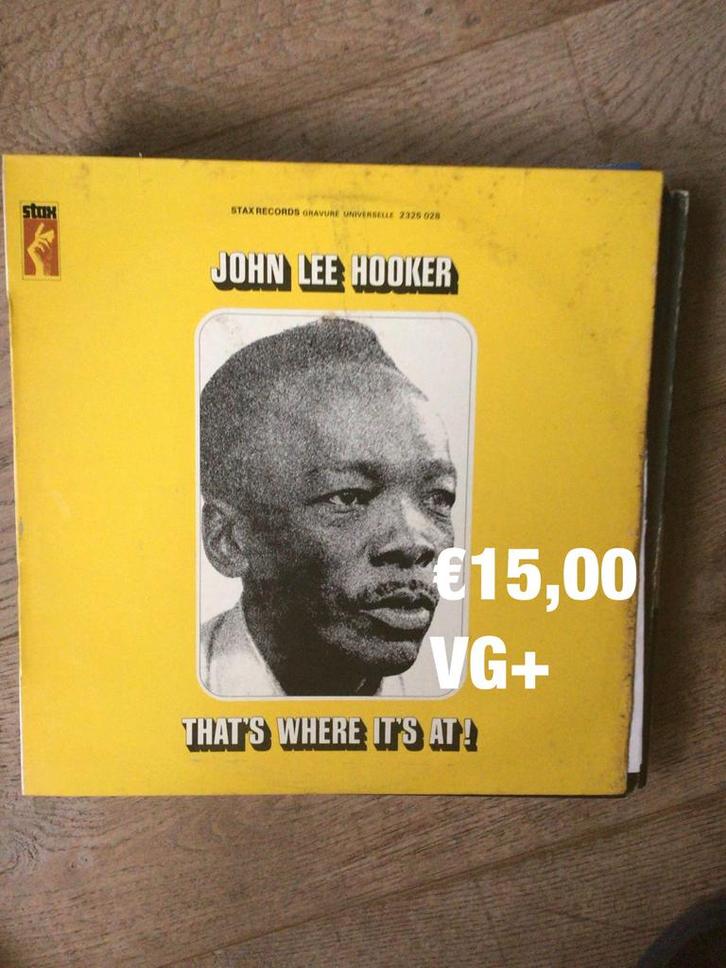 stax
STAX RECORDS GRAVURE UNIVERSELLE 2325 028
JOHN LEE HOOKER
€15,00
VG+
THAT'S WHERE IT'S AT!